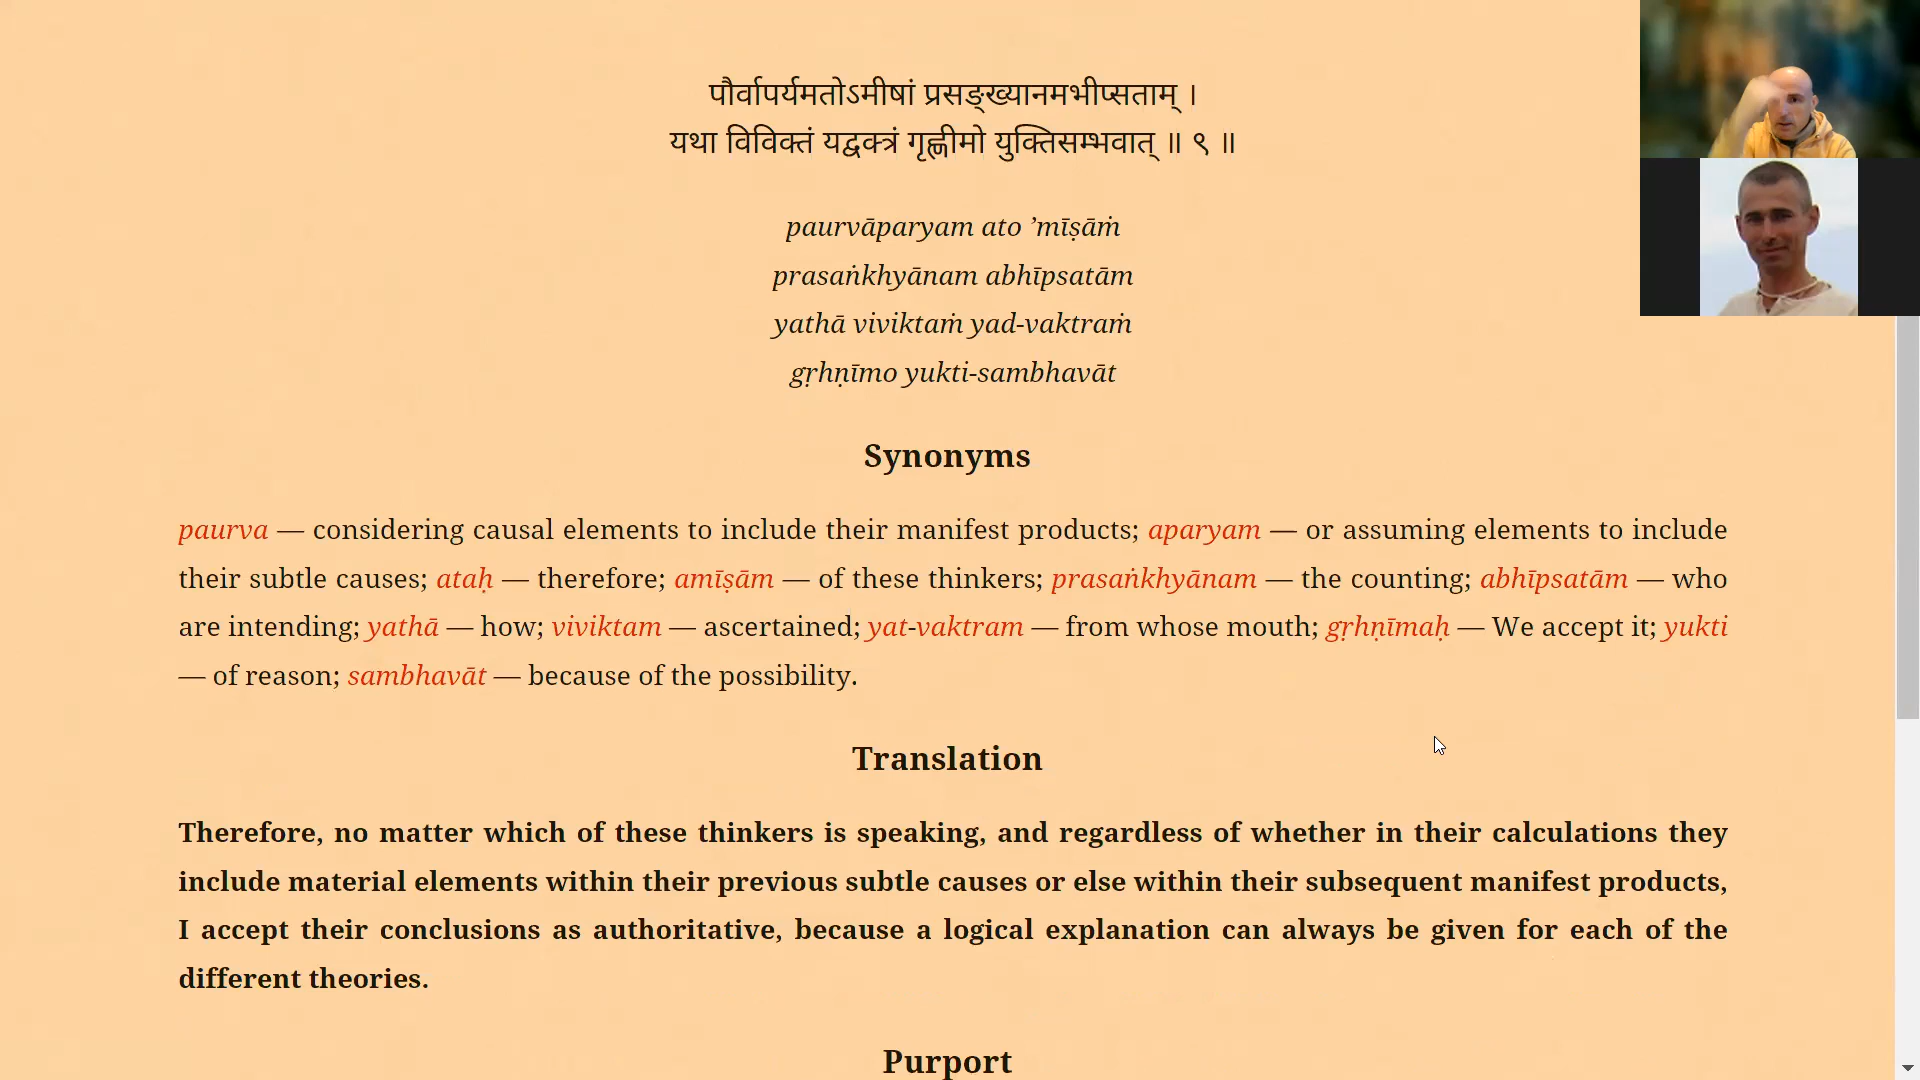 पौर्वापर्यमतोऽमीषां प्रसङ्ख्यानमभीप्सताम् ।
यथा विविक्तं यद्वक्त्रं गृह्णीमो युक्तिसम्भवात् ॥ ९ ॥
paurvāparyam ato ’mīṣāṁ
prasaṅkhyānam abhīpsatām
yathā viviktaṁ yad-vaktraṁ
gṛhṇīmo yukti-sambhavāt
Synonyms
paurva — considering causal elements to include their manifest products; aparyam — or assuming elements to include
their subtle causes; ataḥ — therefore; amīṣām — of these thinkers; prasaṅkhyānam — the counting; abhīpsatām — who
are intending; yathā — how; viviktam — ascertained; yat-vaktram — from whose mouth; gṛhṇīmaḥ — We accept it; yukti
— of reason; sambhavāt — because of the possibility.
Translation
Therefore, no matter which of these thinkers is speaking, and regardless of whether in their calculations they
include material elements within their previous subtle causes or else within their subsequent manifest products,
I accept their conclusions as authoritative, because a logical explanation can always be given for each of the
different theories.
Purport